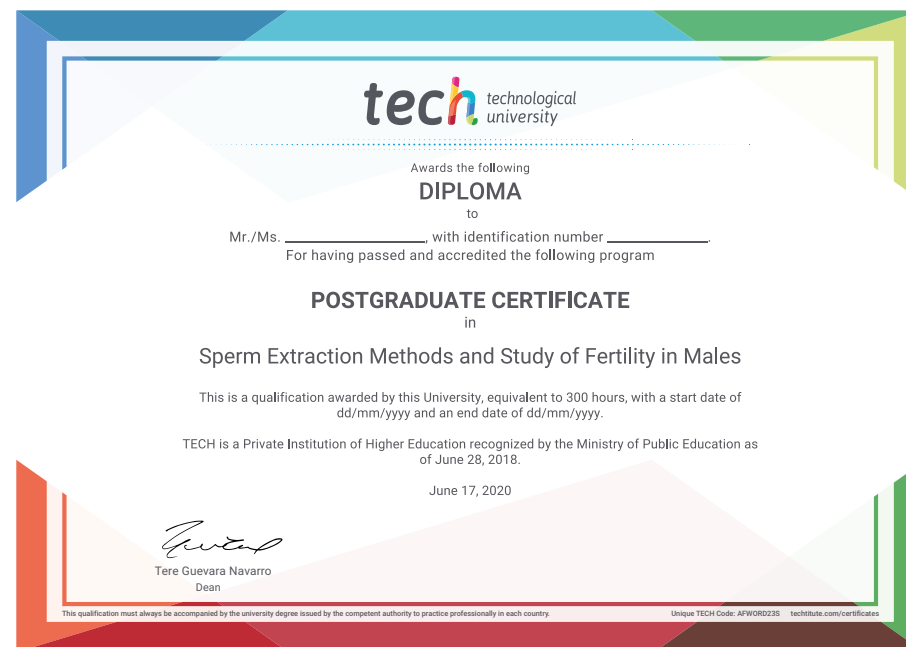 tech technological
university
Awards the following
DIPLOMA
to
Mr./Ms. ____________________, with identification number ______________.
For having passed and accredited the following program
POSTGRADUATE CERTIFICATE
in
Sperm Extraction Methods and Study of Fertility in Males
This is a qualification awarded by this University, equivalent to 300 hours, with a start date of
dd/mm/yyyy and an end date of dd/mm/yyyy.
TECH is a Private Institution of Higher Education recognized by the Ministry of Public Education as
of June 28, 2018.
June 17, 2020
Tere Guevara Navarro
Dean
This qualification must always be accompanied by the university degree issued by the competent authority to practice professionally in each country. Unique TECH Code: AFWORD23S techtitute.com/certificates